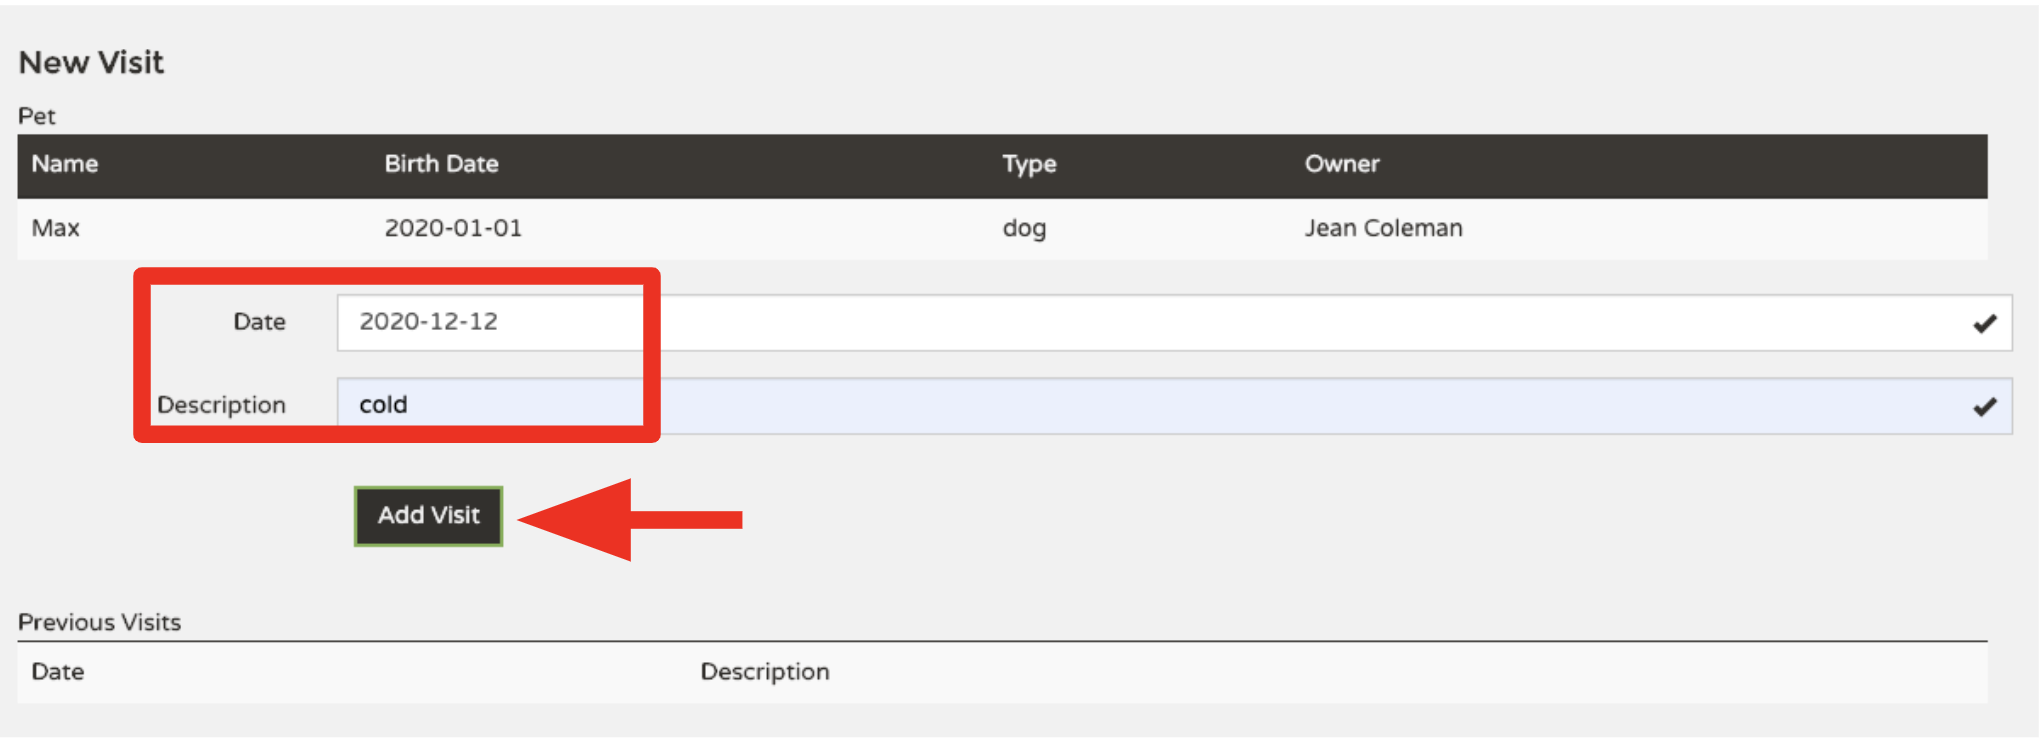 New Visit
Pet
Name Birth Date Type Owner
Max 2020-01-01 dog Jean Coleman
Date 2020-12-12
Description cold
Add Visit
Previous Visits
Date Description